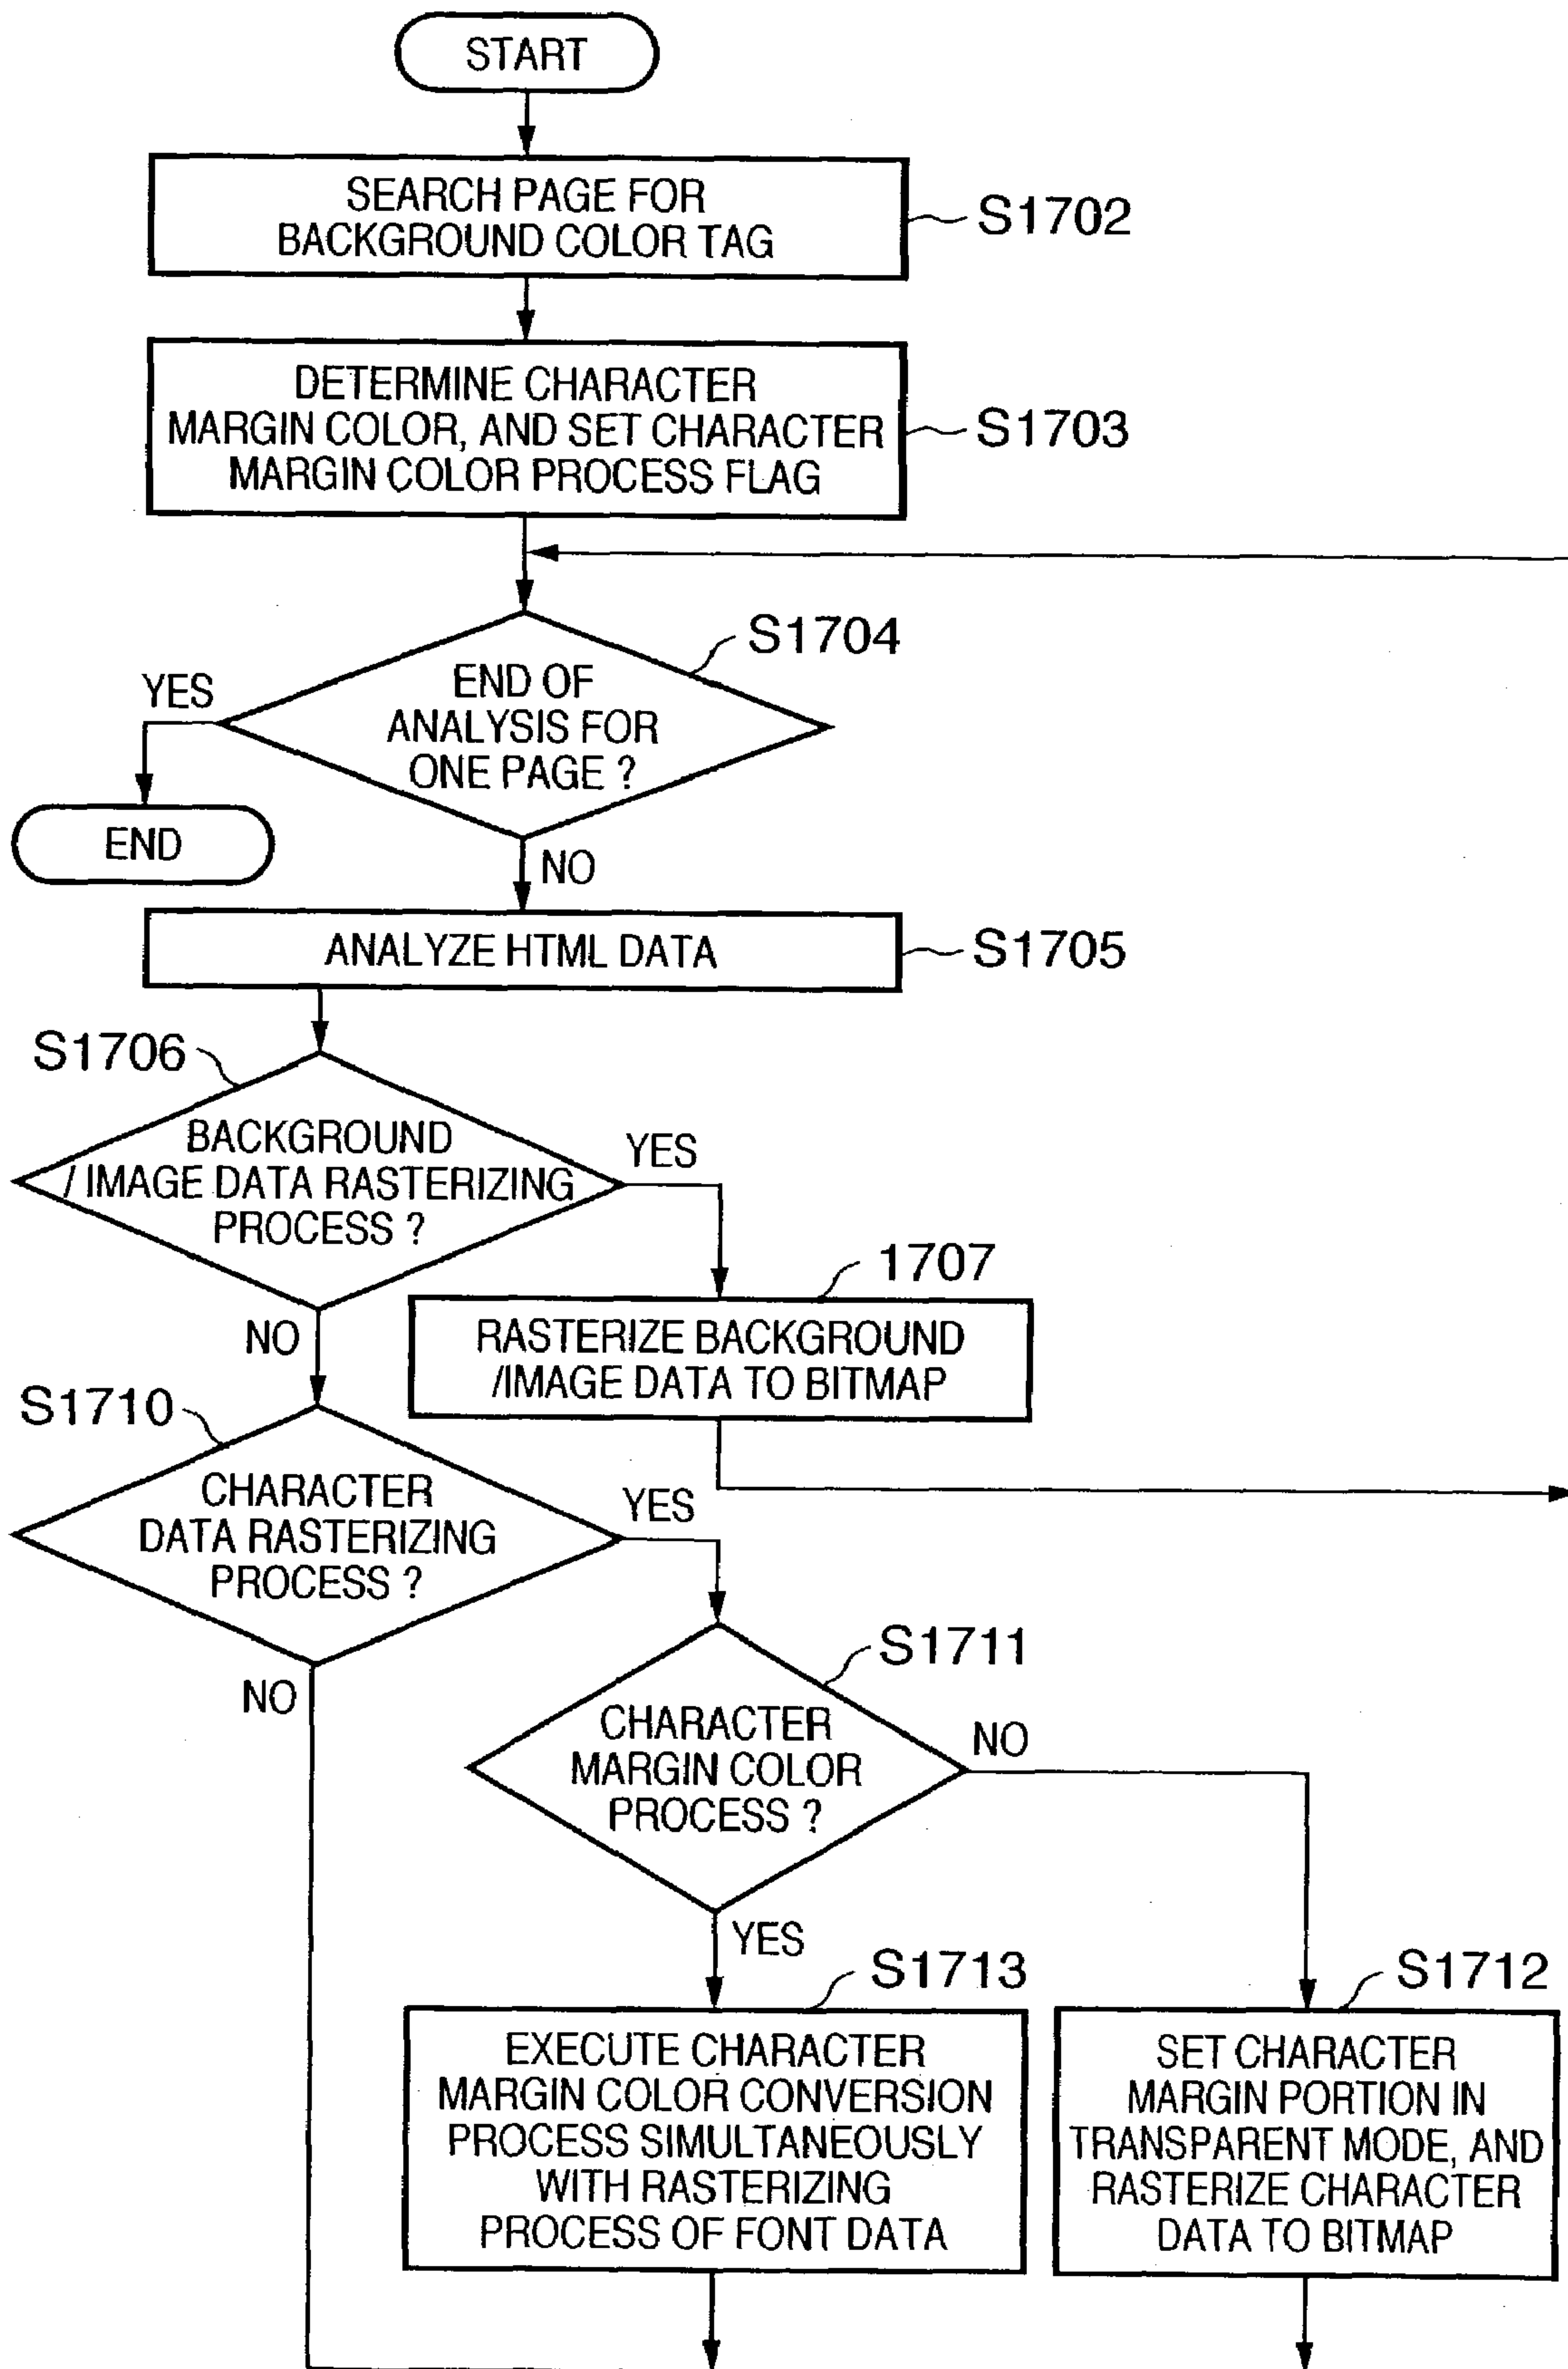 START
SEARCH PAGE FOR
BACKGROUND COLOR TAG
S1702
DETERMINE CHARACTER
MARGIN COLOR, AND SET CHARACTER
MARGIN COLOR PROCESS FLAG
S1703
S1704
YES
END OF
ANALYSIS FOR
ONE PAGE ?
END
NO
ANALYZE HTML DATA
S1705
S1706
BACKGROUND
/ IMAGE DATA RASTERIZING
PROCESS ?
YES
1707
NO
RASTERIZE BACKGROUND
/IMAGE DATA TO BITMAP
S1710
CHARACTER
DATA RASTERIZING
PROCESS ?
YES
S1711
NO
CHARACTER
MARGIN COLOR
PROCESS ?
NO
YES
S1713
S1712
EXECUTE CHARACTER
MARGIN COLOR CONVERSION
PROCESS SIMULTANEOUSLY
WITH RASTERIZING
PROCESS OF FONT DATA
SET CHARACTER
MARGIN PORTION IN
TRANSPARENT MODE, AND
RASTERIZE CHARACTER
DATA TO BITMAP